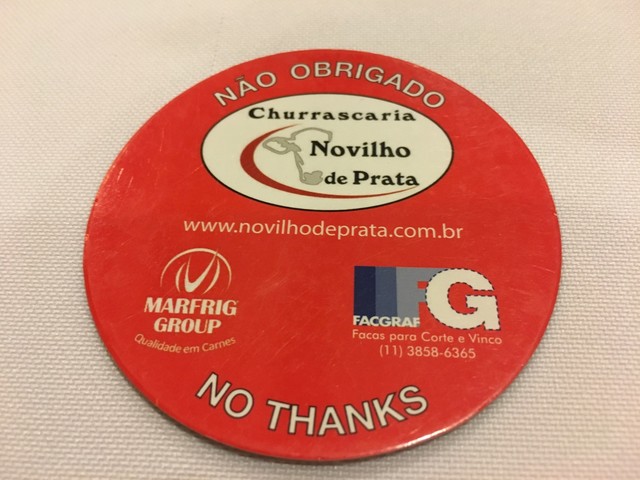 NÃO OBRIGADO
Churrascaria
Novilho
de Prata
www.novilhodeprata.com.br
MARFRIG
GROUP
Qualidade em Carnes
FG
FACGRAF
Facas para Corte e Vinco
(11) 3858-6365
NO THANKS